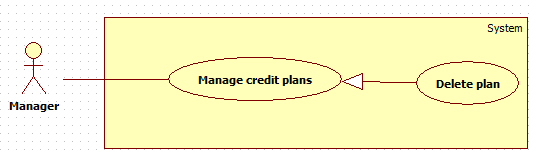 System
Manage credit plans
Delete plan
Manager